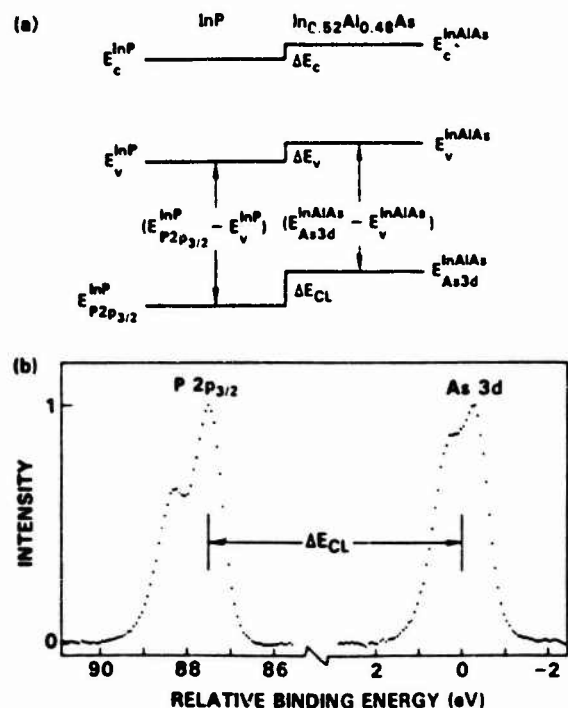 (a) InP In0.52Al0.48As
E_c^InP ΔE_c E_c^InAlAs
E_v^InP ΔE_v E_v^InAlAs
(E_P2p3/2^InP − E_v^InP) (E_As3d^InAlAs − E_v^InAlAs)
E_P2p3/2^InP ΔE_CL E_As3d^InAlAs
(b)
P 2p3/2 As 3d
1
INTENSITY
ΔE_CL
0
90 88 86 2 0 -2
RELATIVE BINDING ENERGY (eV)